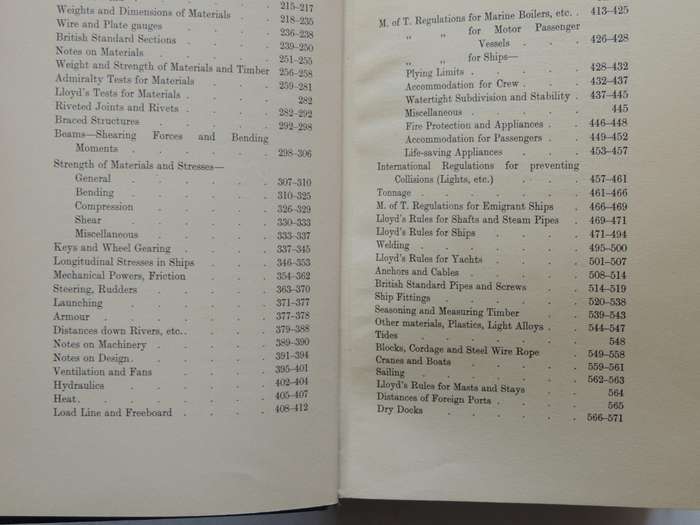 215-217
Weights and Dimensions of Materials . 218-235
Wire and Plate gauges . . . . 236-238
British Standard Sections . . . . 239-250
Notes on Materials . . . . 251-255
Weight and Strength of Materials and Timber 256-258
Admiralty Tests for Materials . . . 259-281
Lloyd's Tests for Materials . . . . 282
Riveted Joints and Rivets . . . . 282-292
Braced Structures . . . . 292-298
Beams—Shearing Forces and Bending
Moments . . . . . 298-306
Strength of Materials and Stresses—
General . . . . . 307-310
Bending . . . . . 310-325
Compression . . . . . 326-329
Shear . . . . . 330-333
Miscellaneous . . . . . 333-337
Keys and Wheel Gearing . . . . 337-345
Longitudinal Stresses in Ships . . . 346-353
Mechanical Powers, Friction . . . 354-362
Steering, Rudders . . . . 363-370
Launching . . . . . 371-377
Armour . . . . . 377-378
Distances down Rivers, etc. . . . . 379-388
Notes on Machinery . . . . 389-390
Notes on Design . . . . . 391-394
Ventilation and Fans . . . . 395-401
Hydraulics . . . . . 402-404
Heat . . . . . 405-407
Load Line and Freeboard . . . . 408-412
M. of T. Regulations for Marine Boilers, etc. . 413-425
„ „ for Motor Passenger
Vessels . . . 426-428
„ „ for Ships—
Plying Limits . . . . . 428-432
Accommodation for Crew . . . 432-437
Watertight Subdivision and Stability . 437-445
Miscellaneous . . . . . 445
Fire Protection and Appliances . . 446-448
Accommodation for Passengers . . 449-452
Life-saving Appliances . . . 453-457
International Regulations for preventing
Collisions (Lights, etc.) . . . 457-461
Tonnage . . . . . 461-466
M. of T. Regulations for Emigrant Ships . 466-469
Lloyd's Rules for Shafts and Steam Pipes . 469-471
Lloyd's Rules for Ships . . . . 471-494
Welding . . . . . 495-500
Lloyd's Rules for Yachts . . . . 501-507
Anchors and Cables . . . . 508-514
British Standard Pipes and Screws . . 514-519
Ship Fittings . . . . . 520-538
Seasoning and Measuring Timber . . 539-543
Other materials, Plastics, Light Alloys . . 544-547
Tides . . . . . 548
Blocks, Cordage and Steel Wire Rope . 549-558
Cranes and Boats . . . . 559-561
Sailing . . . . . 562-563
Lloyd's Rules for Masts and Stays . . 564
Distances of Foreign Ports . . . . 565
Dry Docks . . . . . 566-571